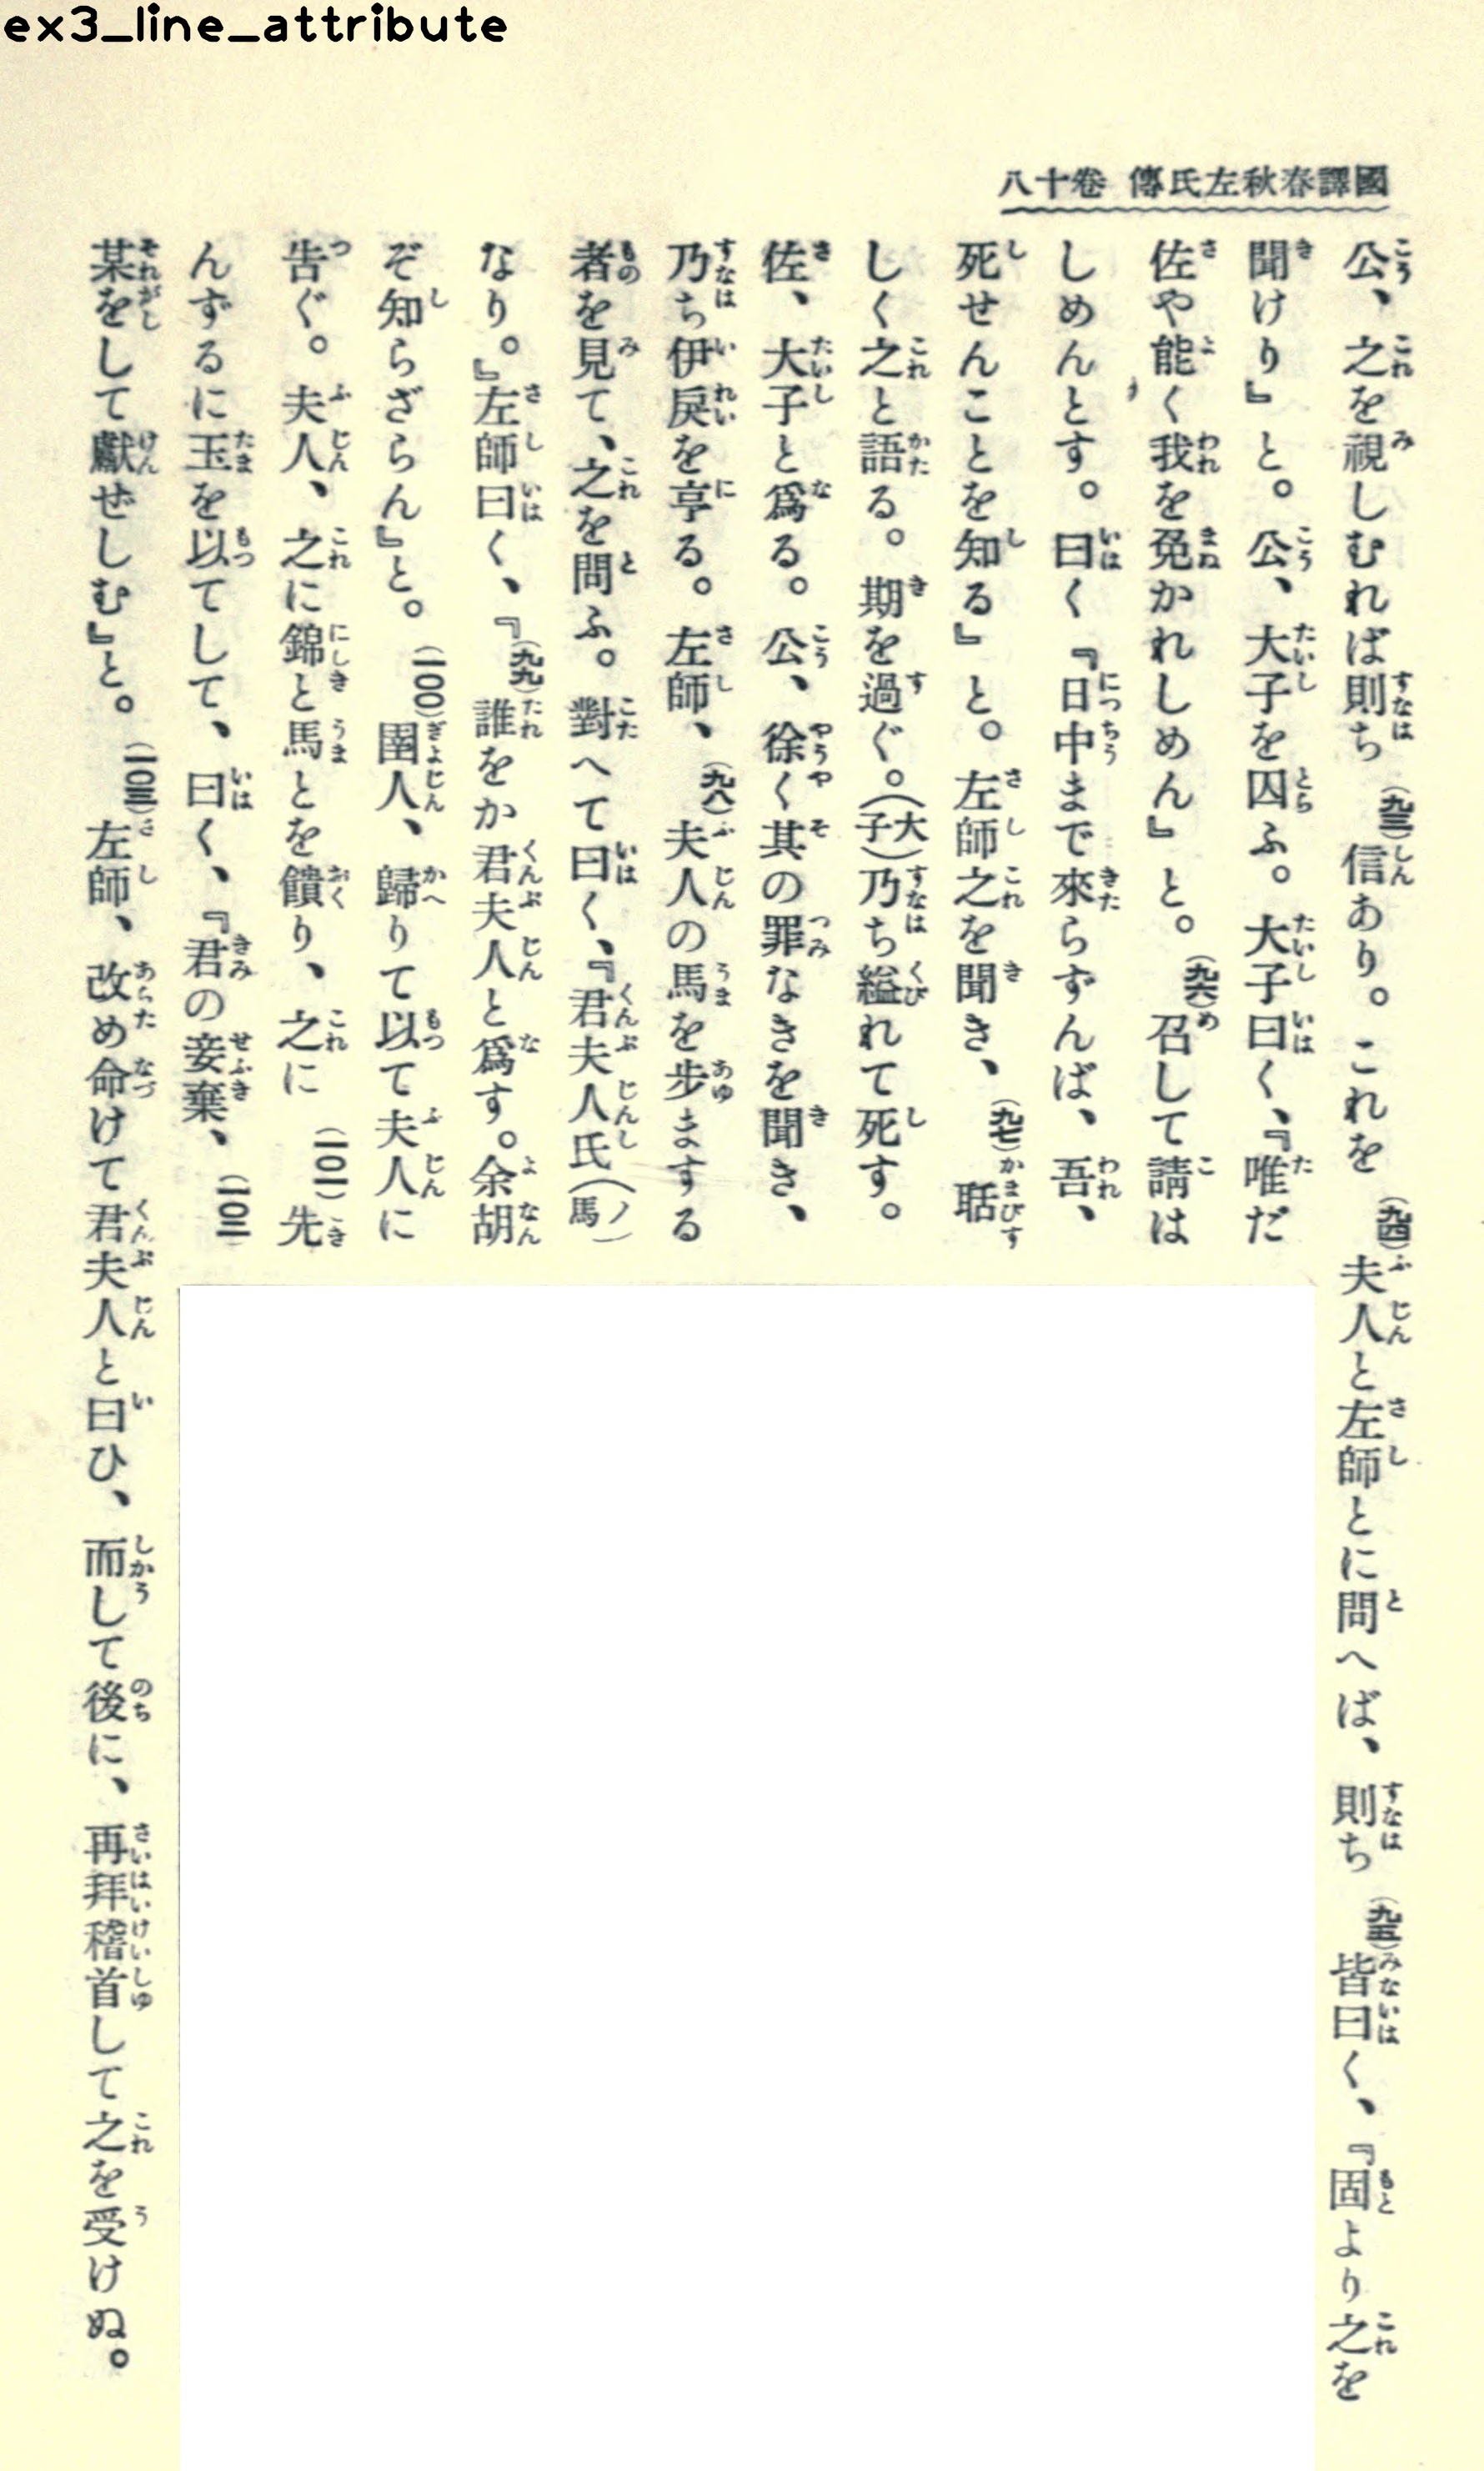 ex3_line_attribute
國譯春秋左氏傳 卷十八
公、之を視しむれば則ち(九三)信あり。これを(九四)夫人と左師とに問へば、則ち(九五)皆曰く、『固より之を
聞けり』と。公、大子を囚ふ。大子曰く、『唯だ
佐や能く我を免かれしめん』と。(九六)召して請は
しめんとす。曰く『日中まで來らずんば、吾、
死せんことを知る』と。左師之を聞き、(九七)聒
しく之と語る。期を過ぐ。(大子)乃ち縊れて死す。
佐、大子と爲る。公、徐く其の罪なきを聞き、
乃ち伊戾を亨る。左師、(九八)夫人の馬を步まする
者を見て、之を問ふ。對へて曰く、『君夫人氏(ノ馬)
なり。』左師曰く、『(九九)誰をか君夫人と爲す。余胡
ぞ知らざらん』と。(一〇〇)圉人、歸りて以て夫人に
吿ぐ。夫人、之に錦と馬とを饋り、之に(一〇一)先
んずるに玉を以てして、曰く、『君の妾棄、(一〇二)
某をして獻ぜしむ』と。(一〇三)左師、改め命けて君夫人と曰ひ、而して後に、再拜稽首して之を受けぬ。